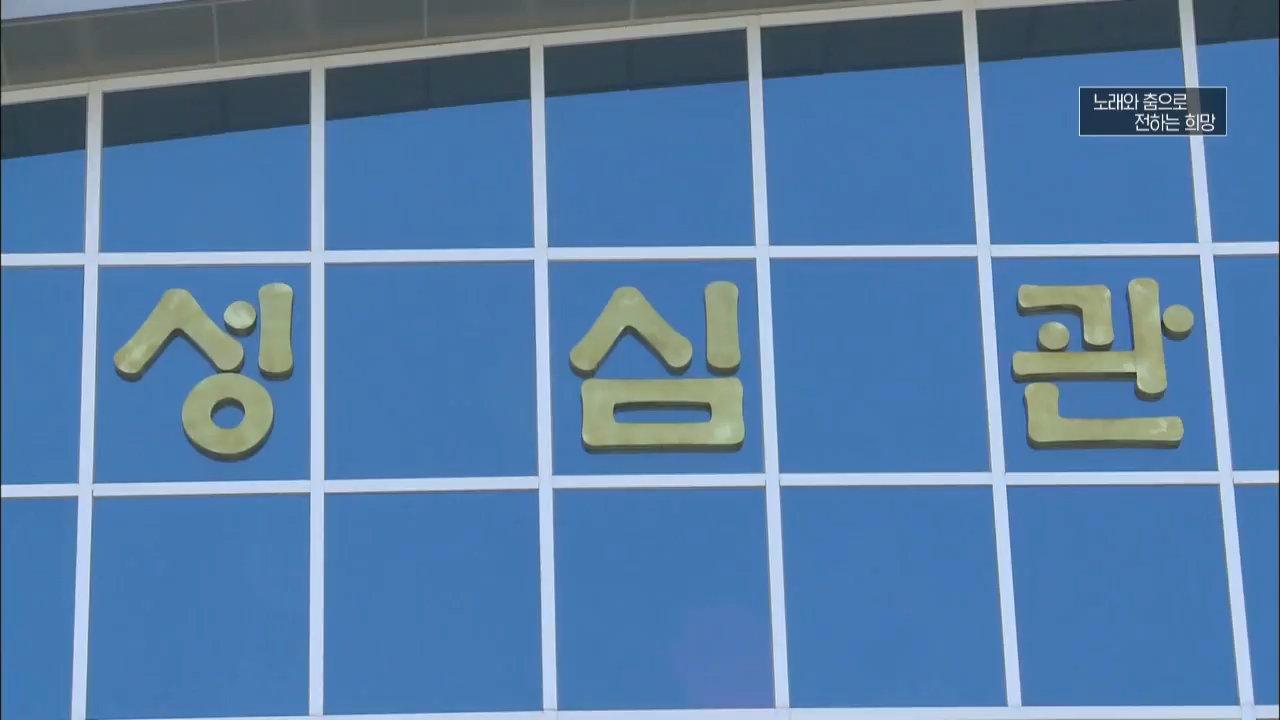 노래와 춤으로
전하는 희망
성심관